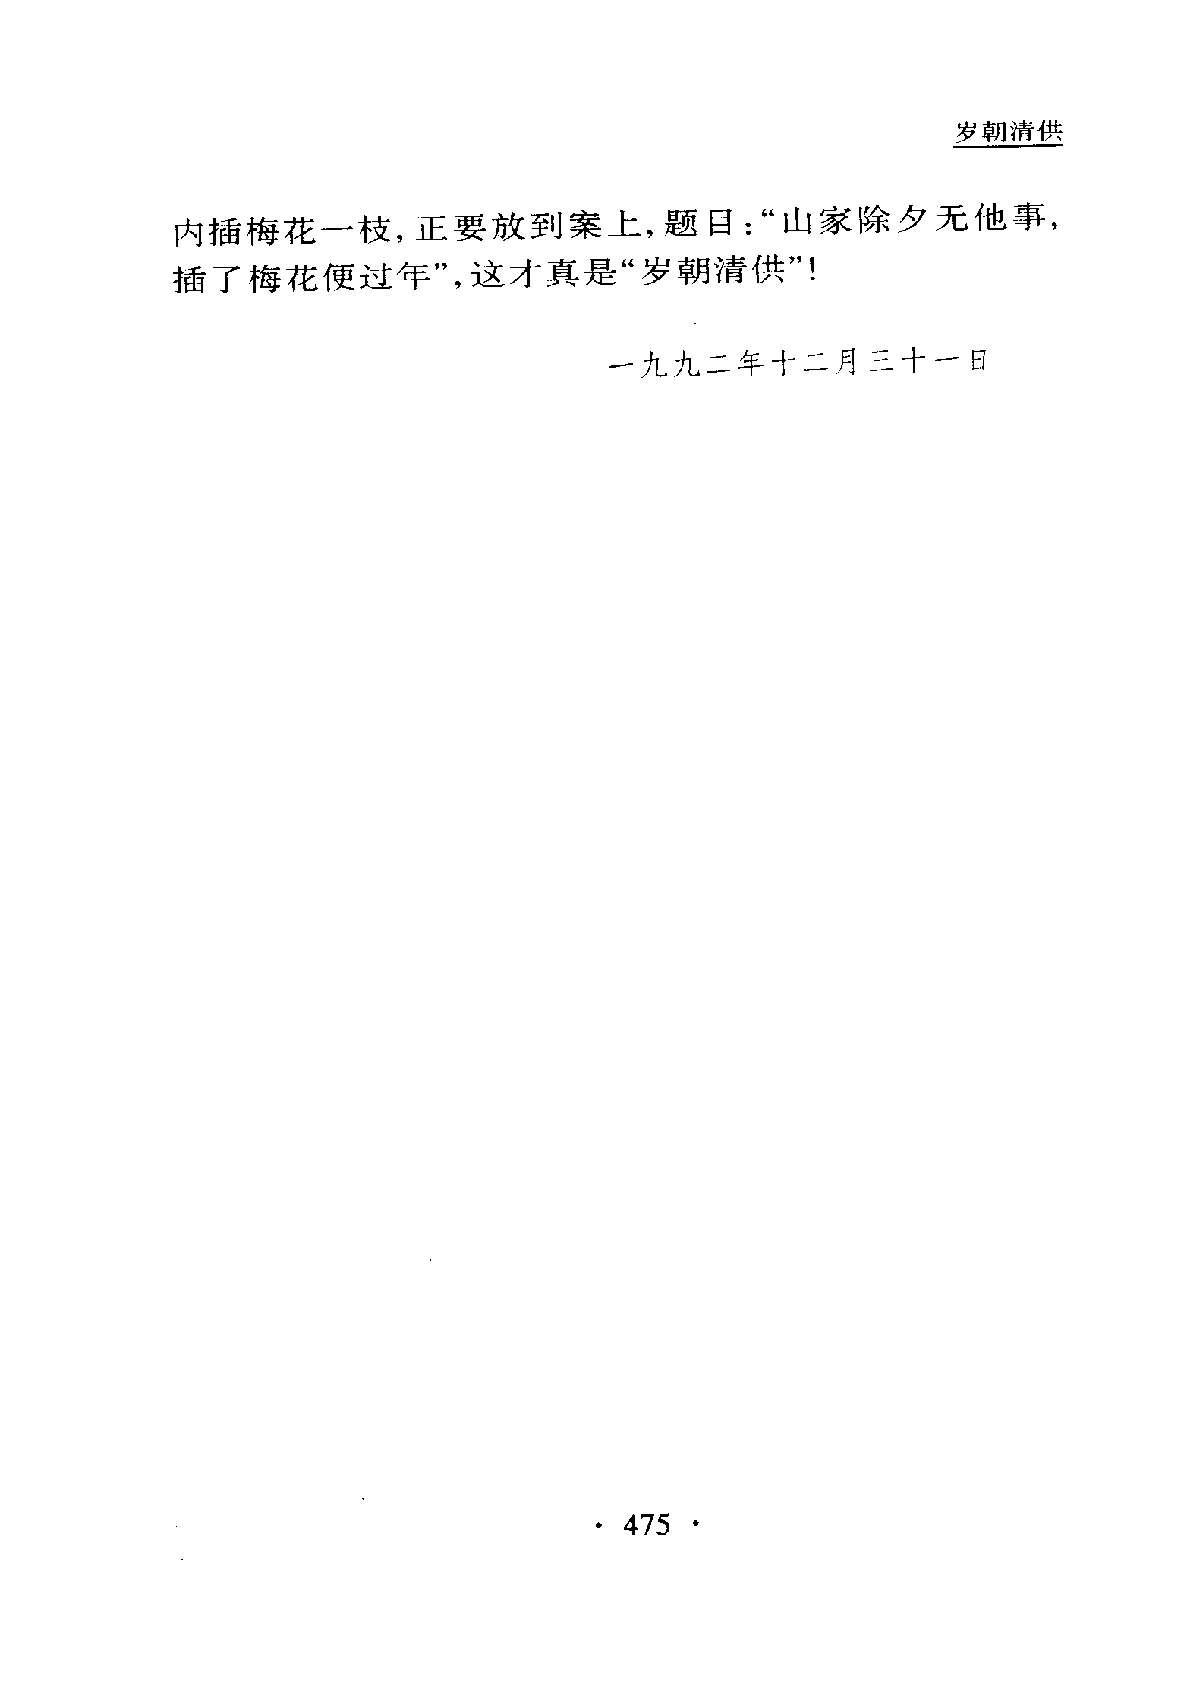 岁朝清供
内插梅花一枝,正要放到案上,题目:“山家除夕无他事,
插了梅花便过年”,这才真是“岁朝清供”!
一九九二年十二月三十一日
· 475 ·